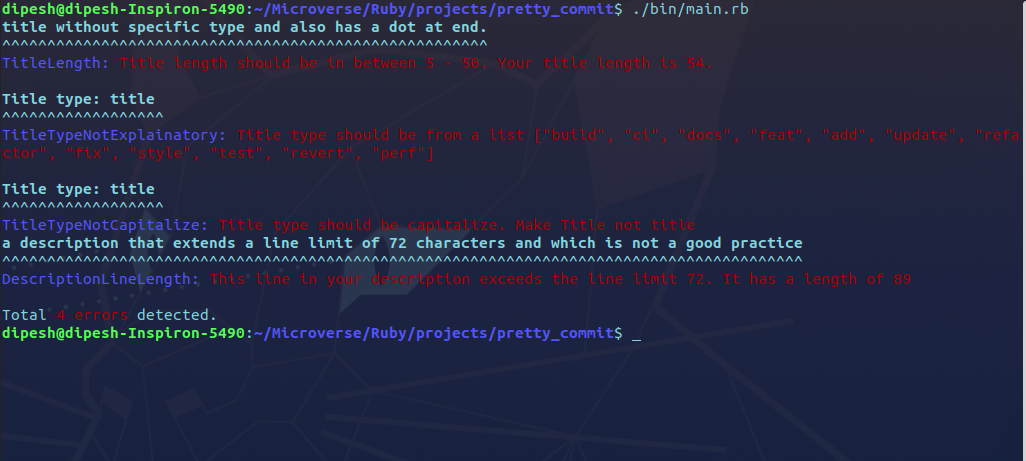 dipesh@dipesh-Inspiron-5490:~/Microverse/Ruby/projects/pretty_commit$ ./bin/main.rb
title without specific type and also has a dot at end.
^^^^^^^^^^^^^^^^^^^^^^^^^^^^^^^^^^^^^^^^^^^^^^^^^^^^^^
TitleLength: Title length should be in between 5 - 50. Your title length is 54.
Title type: title
^^^^^^^^^^^^^^^^^^
TitleTypeNotExplainatory: Title type should be from a list ["build", "ci", "docs", "feat", "add", "update", "refa
ctor", "fix", "style", "test", "revert", "perf"]
Title type: title
^^^^^^^^^^^^^^^^^^
TitleTypeNotCapitalize: Title type should be capitalize. Make Title not title
a description that extends a line limit of 72 characters and which is not a good practice
^^^^^^^^^^^^^^^^^^^^^^^^^^^^^^^^^^^^^^^^^^^^^^^^^^^^^^^^^^^^^^^^^^^^^^^^^^^^^^^^^^^^^^^^^
DescriptionLineLength: This line in your description exceeds the line limit 72. It has a length of 89
Total 4 errors detected.
dipesh@dipesh-Inspiron-5490:~/Microverse/Ruby/projects/pretty_commit$ _